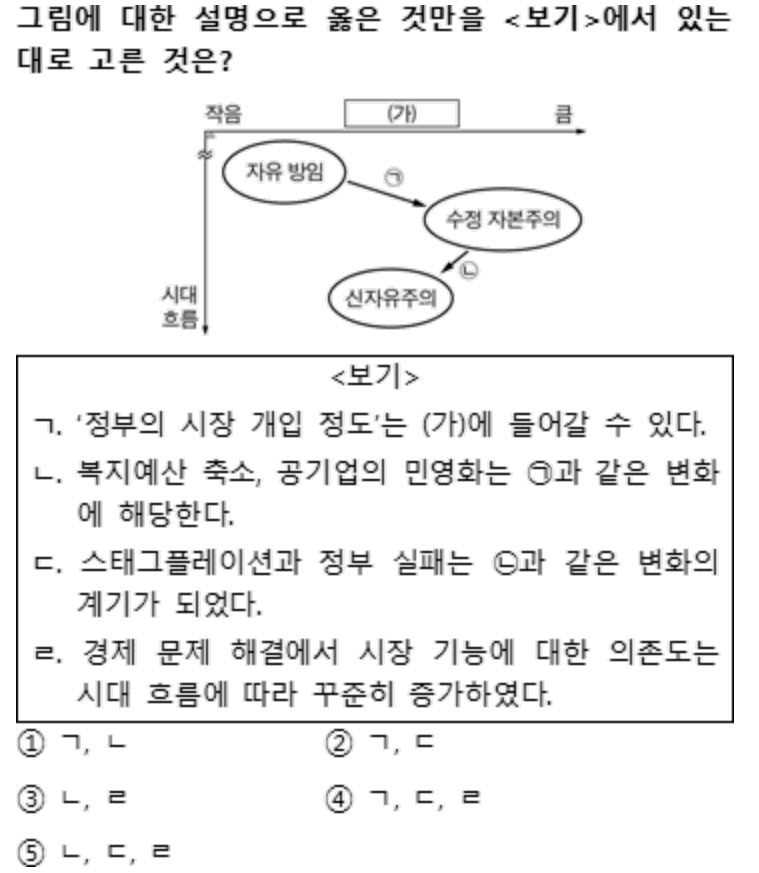 그림에 대한 설명으로 옳은 것만을 <보기>에서 있는
대로 고른 것은?
작음 (가) 큼
자유 방임
㉠
수정 자본주의
㉡
신자유주의
시대
흐름
<보기>
ㄱ. ‘정부의 시장 개입 정도’는 (가)에 들어갈 수 있다.
ㄴ. 복지예산 축소, 공기업의 민영화는 ㉠과 같은 변화
에 해당한다.
ㄷ. 스태그플레이션과 정부 실패는 ㉡과 같은 변화의
계기가 되었다.
ㄹ. 경제 문제 해결에서 시장 기능에 대한 의존도는
시대 흐름에 따라 꾸준히 증가하였다.
① ㄱ, ㄴ ② ㄱ, ㄷ
③ ㄴ, ㄹ ④ ㄱ, ㄷ, ㄹ
⑤ ㄴ, ㄷ, ㄹ